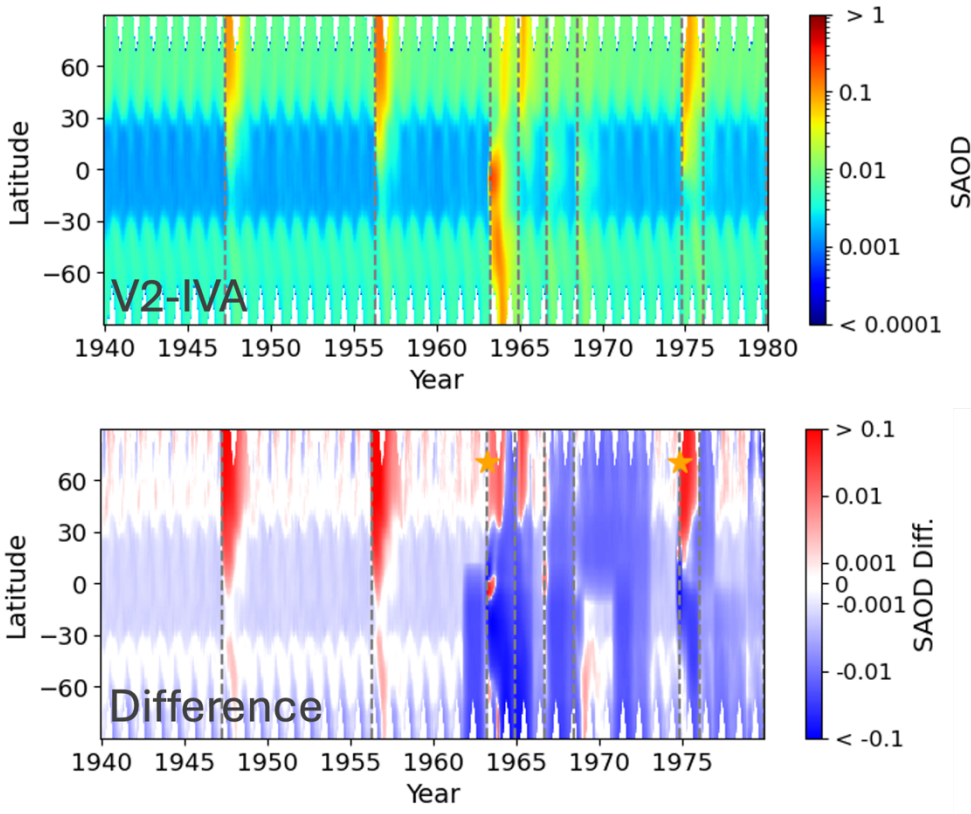 > 1
60
0.1
30
0
0.01
−30
0.001
−60
V2-IVA
< 0.0001
Latitude
SAOD
1940 1945 1950 1955 1960 1965 1970 1975 1980
Year
> 0.1
60
0.01
30
0.001
0
0
-0.001
−30
-0.01
−60
Difference
< -0.1
Latitude
SAOD Diff.
1940 1945 1950 1955 1960 1965 1970 1975
Year